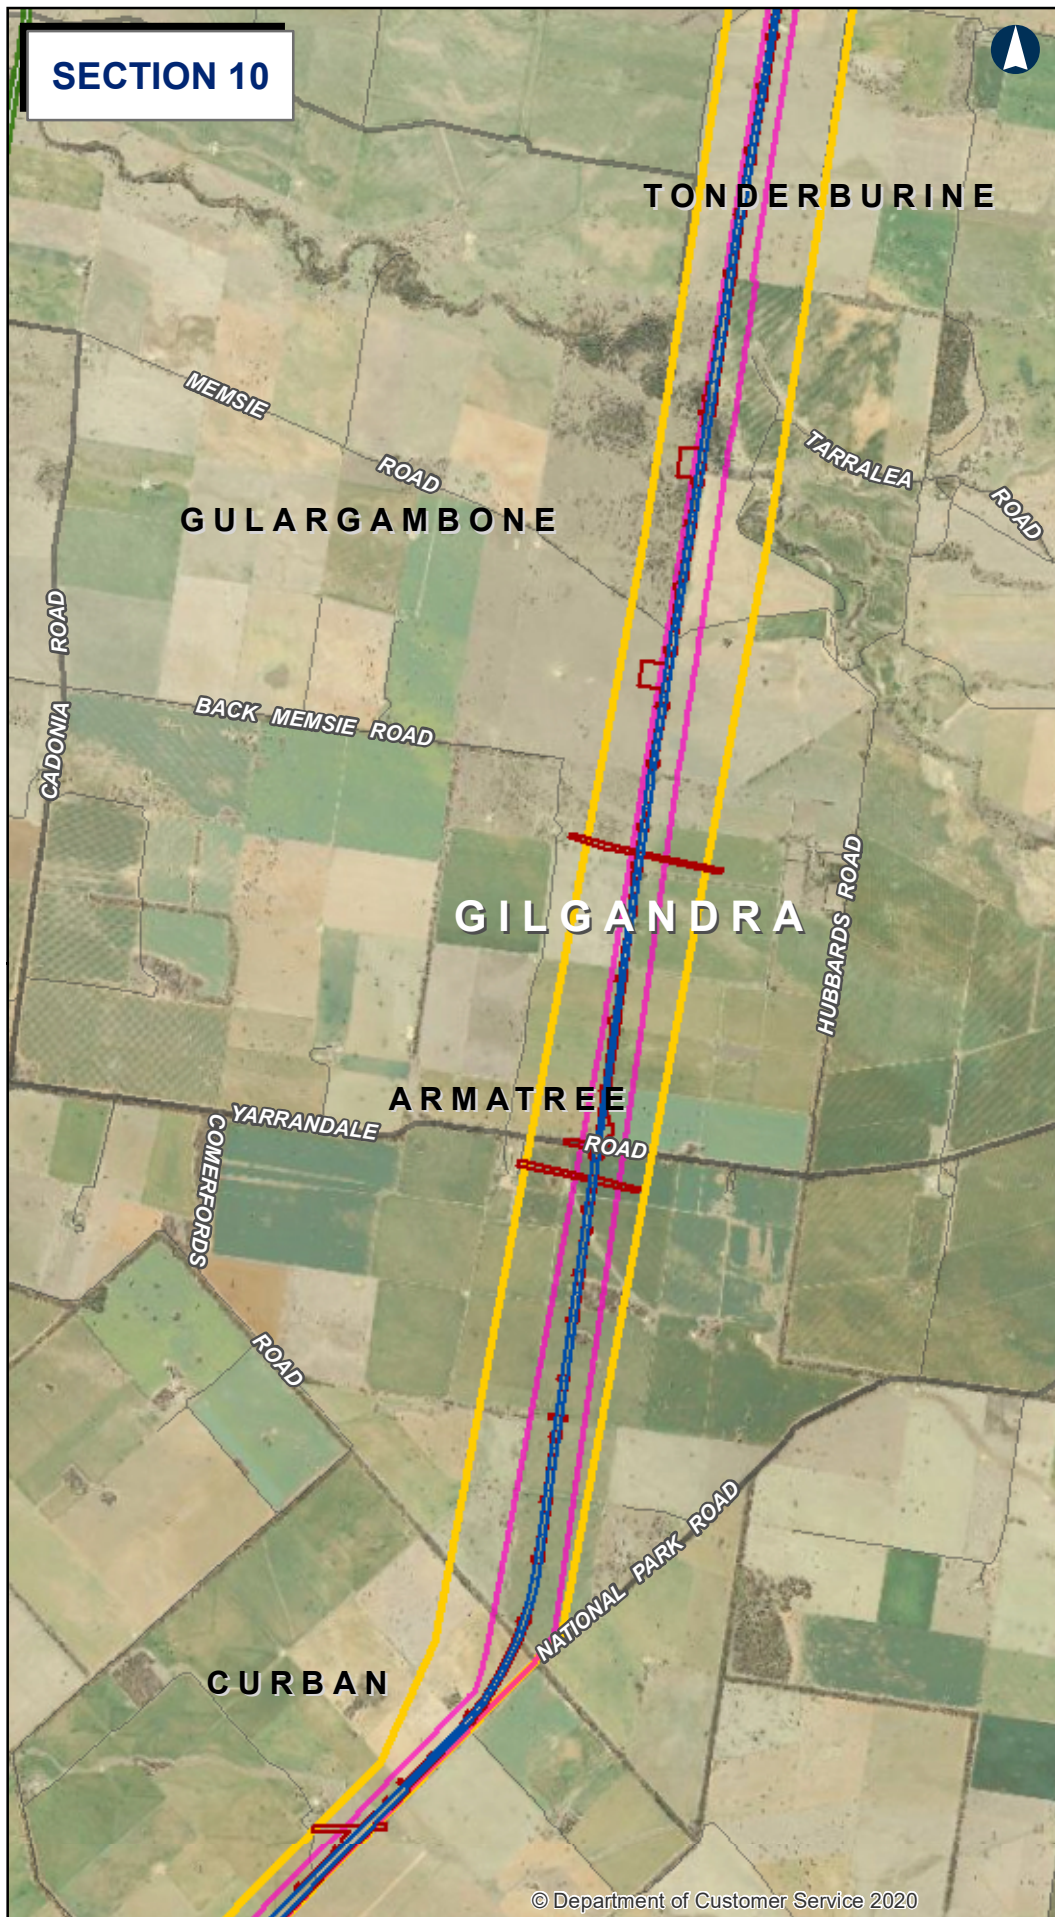 SECTION 10
TONDERBURINE
MEMSIE
ROAD
TARRALEA
ROAD
GULARGAMBONE
CADONIA ROAD
BACK MEMSIE ROAD
HUBBARDS ROAD
GILGANDRA
ARMATREE
YARRANDALE
ROAD
COMERFORDS
ROAD
NATIONAL PARK ROAD
CURBAN
© Department of Customer Service 2020